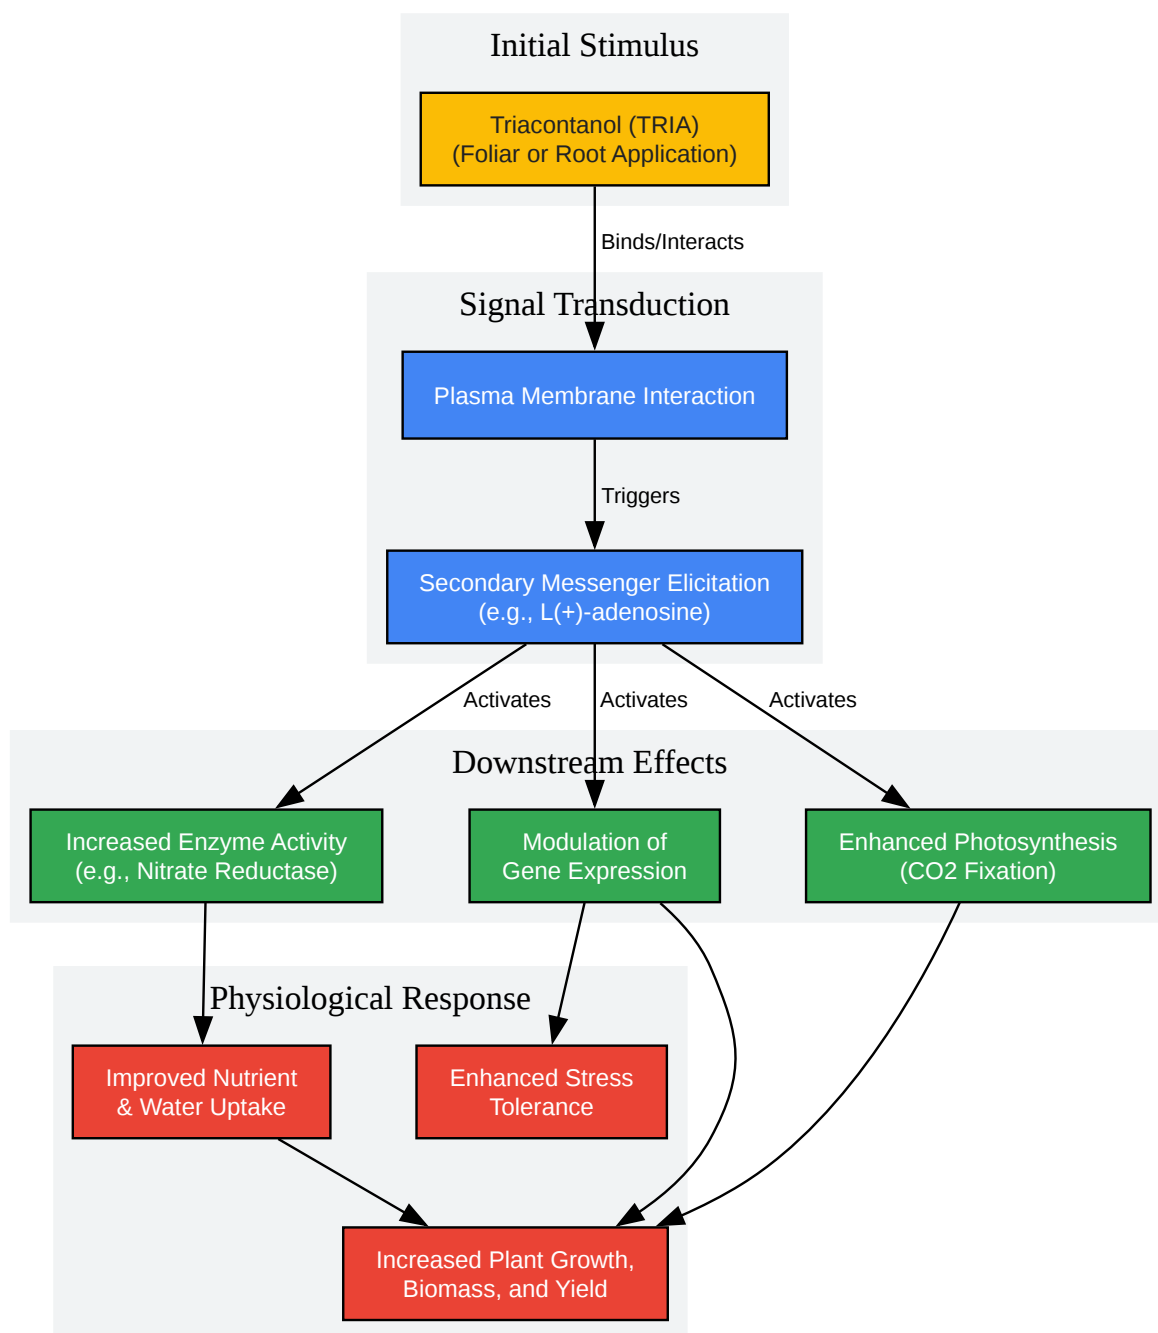 Initial Stimulus
Triacontanol (TRIA)
(Foliar or Root Application)
Binds/Interacts
Signal Transduction
Plasma Membrane Interaction
Triggers
Secondary Messenger Elicitation
(e.g., L(+)-adenosine)
Activates
Activates
Activates
Downstream Effects
Increased Enzyme Activity
(e.g., Nitrate Reductase)
Modulation of
Gene Expression
Enhanced Photosynthesis
(CO2 Fixation)
Physiological Response
Improved Nutrient
& Water Uptake
Enhanced Stress
Tolerance
Increased Plant Growth,
Biomass, and Yield